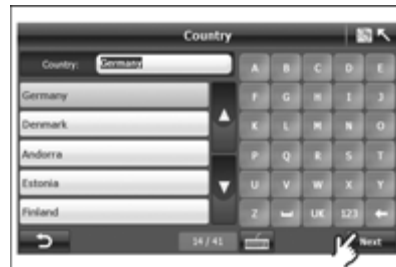 Country
Country: Germany
A B C D E
Germany
F G H I J
Denmark
K L M N O
Andorra
P Q R S T
Estonia
U V W X Y
Finland
Z UK 123
14 / 41
Next